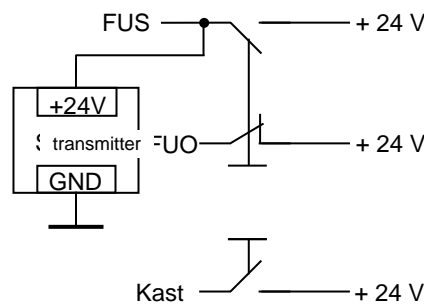 FUS + 24 V
+24V
transmitter FUO + 24 V
GND
Kast + 24 V